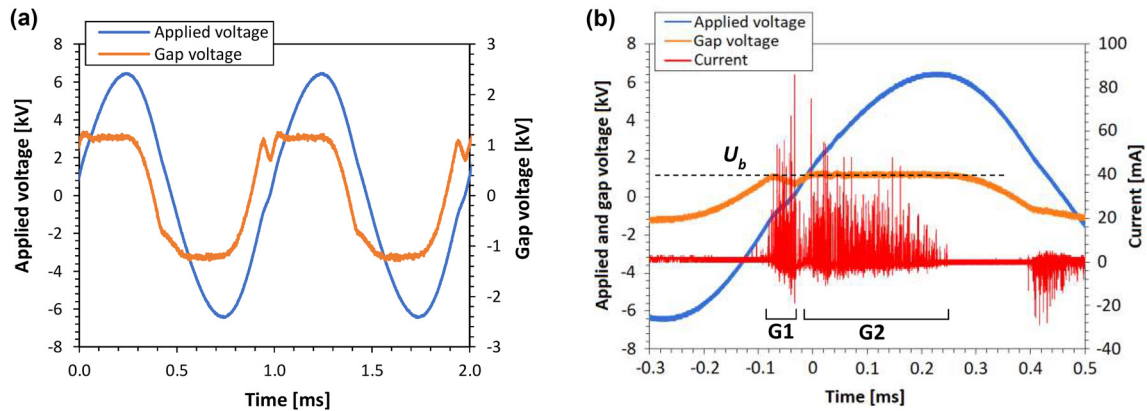 (a)
Applied voltage
Gap voltage
8
6
4
2
0
-2
-4
-6
-8
Applied voltage [kV]
3
2
1
0
-1
-2
-3
Gap voltage [kV]
0.0
0.5
1.0
1.5
2.0
Time [ms]
(b)
Applied voltage
Gap voltage
Current
8
6
4
2
0
-2
-4
-6
-8
Applied and gap voltage [kV]
100
80
60
40
20
0
-20
-40
Current [mA]
U_b
G1
G2
-0.3
-0.2
-0.1
0
0.1
0.2
0.3
0.4
0.5
Time [ms]